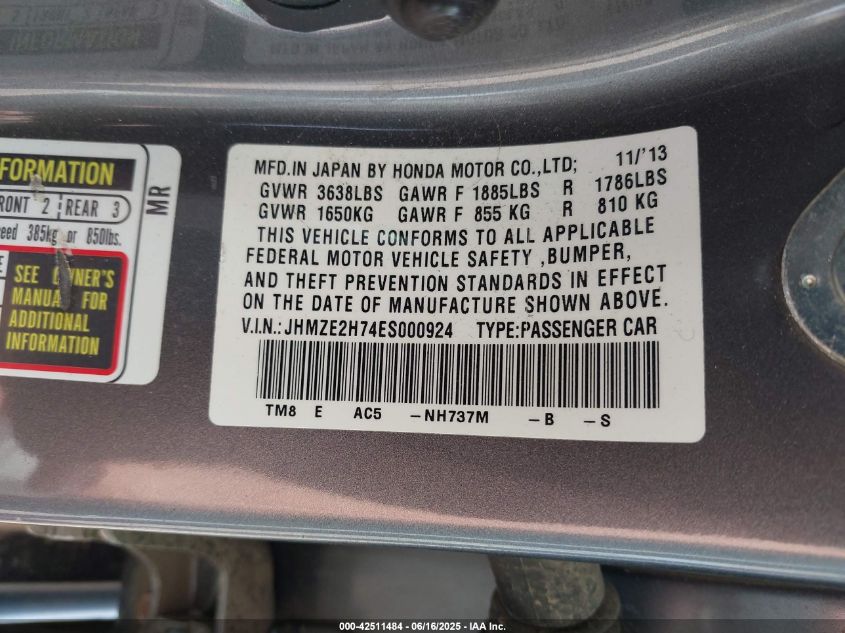 MFD.IN JAPAN BY HONDA MOTOR CO.,LTD; 11/'13
GVWR 3638LBS GAWR F 1885LBS R 1786LBS
GVWR 1650KG GAWR F 855 KG R 810 KG
THIS VEHICLE CONFORMS TO ALL APPLICABLE
FEDERAL MOTOR VEHICLE SAFETY ,BUMPER,
AND THEFT PREVENTION STANDARDS IN EFFECT
ON THE DATE OF MANUFACTURE SHOWN ABOVE.
V.I.N.:JHMZE2H74ES000924 TYPE:PASSENGER CAR
TM8 E AC5 -NH737M -B -S
FORMATION
RONT 2 REAR 3
eed 385kg or 850lbs.
MR
SEE OWNER'S
MANUAL FOR
ADDITIONAL
INFORMATION
000-42511484 - 06/16/2025 - IAA, Inc.